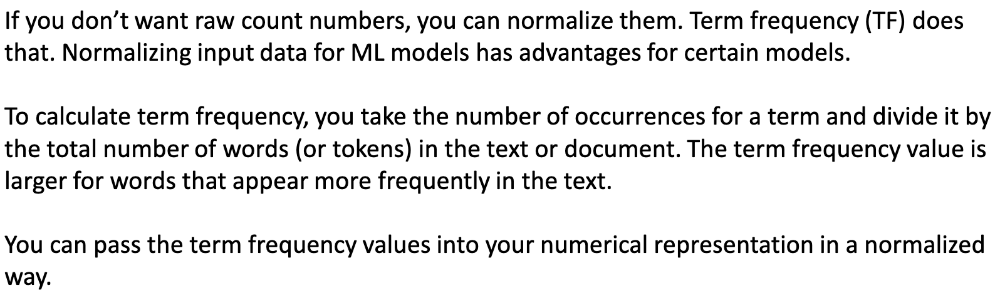 If you don’t want raw count numbers, you can normalize them. Term frequency (TF) does
that. Normalizing input data for ML models has advantages for certain models.
To calculate term frequency, you take the number of occurrences for a term and divide it by
the total number of words (or tokens) in the text or document. The term frequency value is
larger for words that appear more frequently in the text.
You can pass the term frequency values into your numerical representation in a normalized
way.